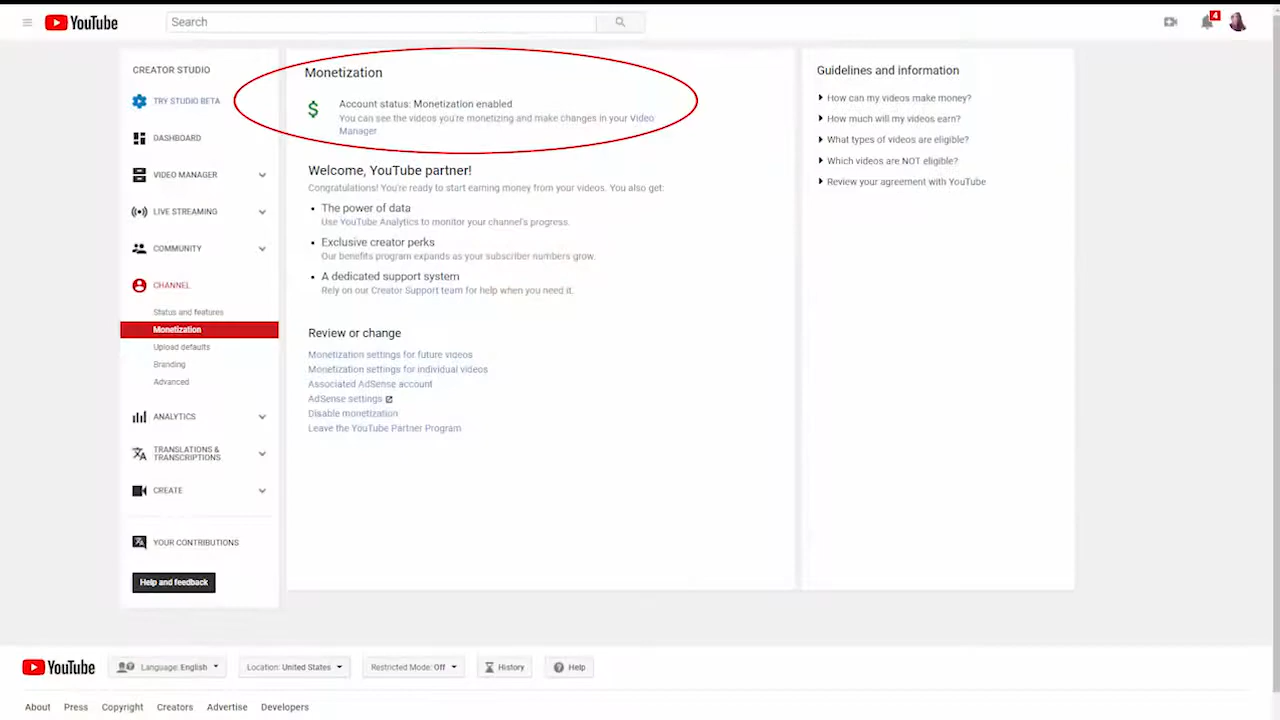 YouTube
Search
4
CREATOR STUDIO
TRY STUDIO BETA
DASHBOARD
VIDEO MANAGER
LIVE STREAMING
COMMUNITY
CHANNEL
Status and features
Monetization
Upload defaults
Branding
Advanced
ANALYTICS
TRANSLATIONS &
TRANSCRIPTIONS
CREATE
YOUR CONTRIBUTIONS
Help and feedback
Monetization
$
Account status: Monetization enabled
You can see the videos you're monetizing and make changes in your Video
Manager
Welcome, YouTube partner!
Congratulations! You're ready to start earning money from your videos. You also get:
• The power of data
Use YouTube Analytics to monitor your channel's progress.
• Exclusive creator perks
Our benefits program expands as your subscriber numbers grow.
• A dedicated support system
Rely on our Creator Support team for help when you need it.
Review or change
Monetization settings for future videos
Monetization settings for individual videos
Associated AdSense account
AdSense settings
Disable monetization
Leave the YouTube Partner Program
Guidelines and information
How can my videos make money?
How much will my videos earn?
What types of videos are eligible?
Which videos are NOT eligible?
Review your agreement with YouTube
YouTube
Language: English
Location: United States
Restricted Mode: Off
History
Help
About Press Copyright Creators Advertise Developers